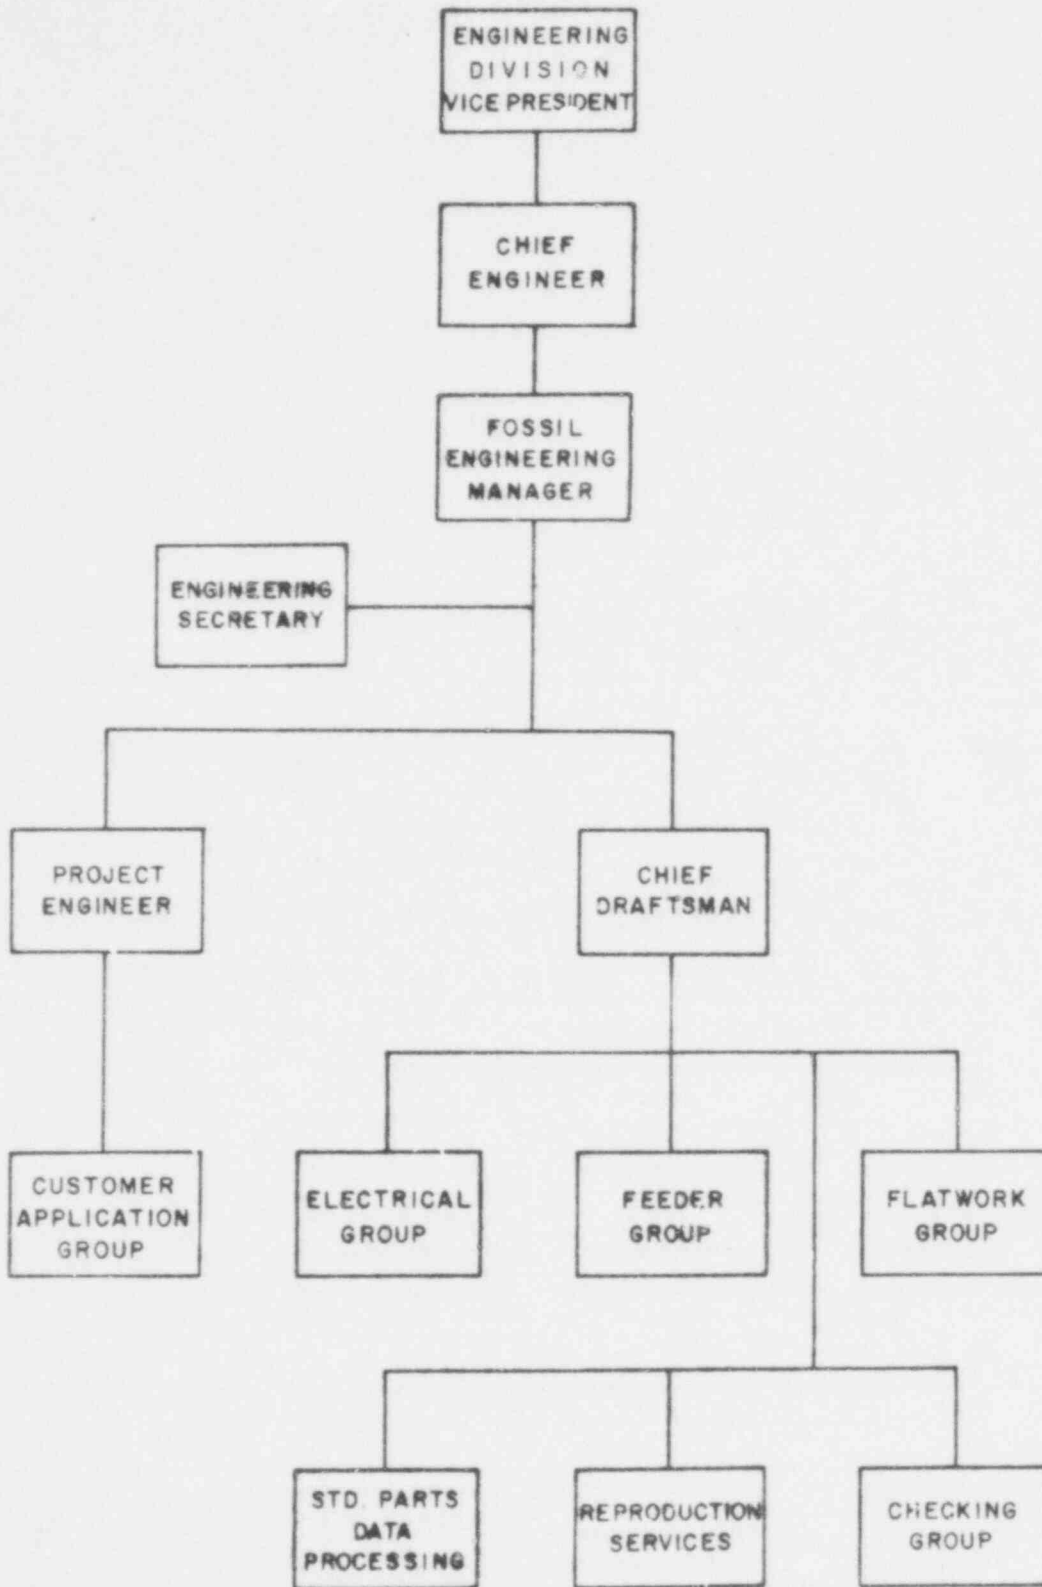 ENGINEERING
DIVISION
VICE PRESIDENT
CHIEF
ENGINEER
FOSSIL
ENGINEERING
MANAGER
ENGINEERING
SECRETARY
PROJECT
ENGINEER
CHIEF
DRAFTSMAN
CUSTOMER
APPLICATION
GROUP
ELECTRICAL
GROUP
FEEDER
GROUP
FLATWORK
GROUP
STD. PARTS
DATA
PROCESSING
REPRODUCTION
SERVICES
CHECKING
GROUP